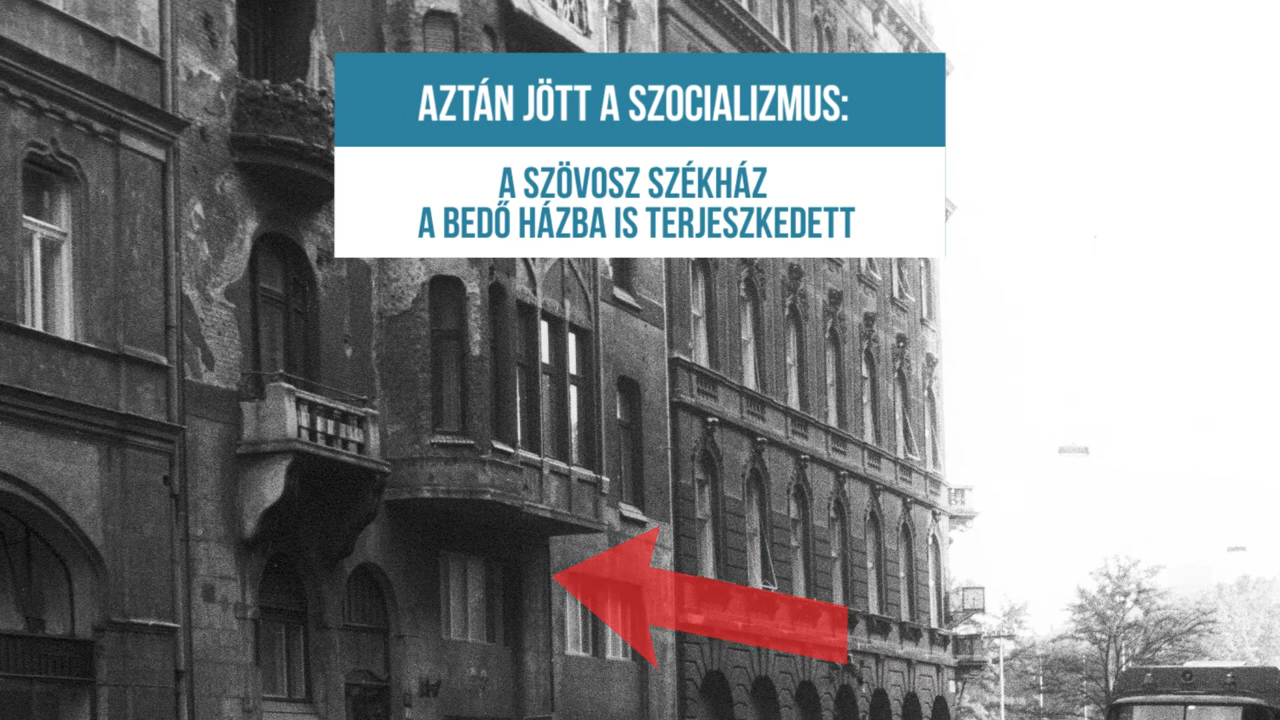 AZTÁN JÖTT A SZOCIALIZMUS:
A SZÖVOSZ SZÉKHÁZ
A BEDŐ HÁZBA IS TERJESZKEDETT